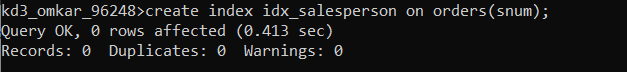 kd3_omkar_96248>create index idx_salesperson on orders(snum);
Query OK, 0 rows affected (0.413 sec)
Records: 0  Duplicates: 0  Warnings: 0